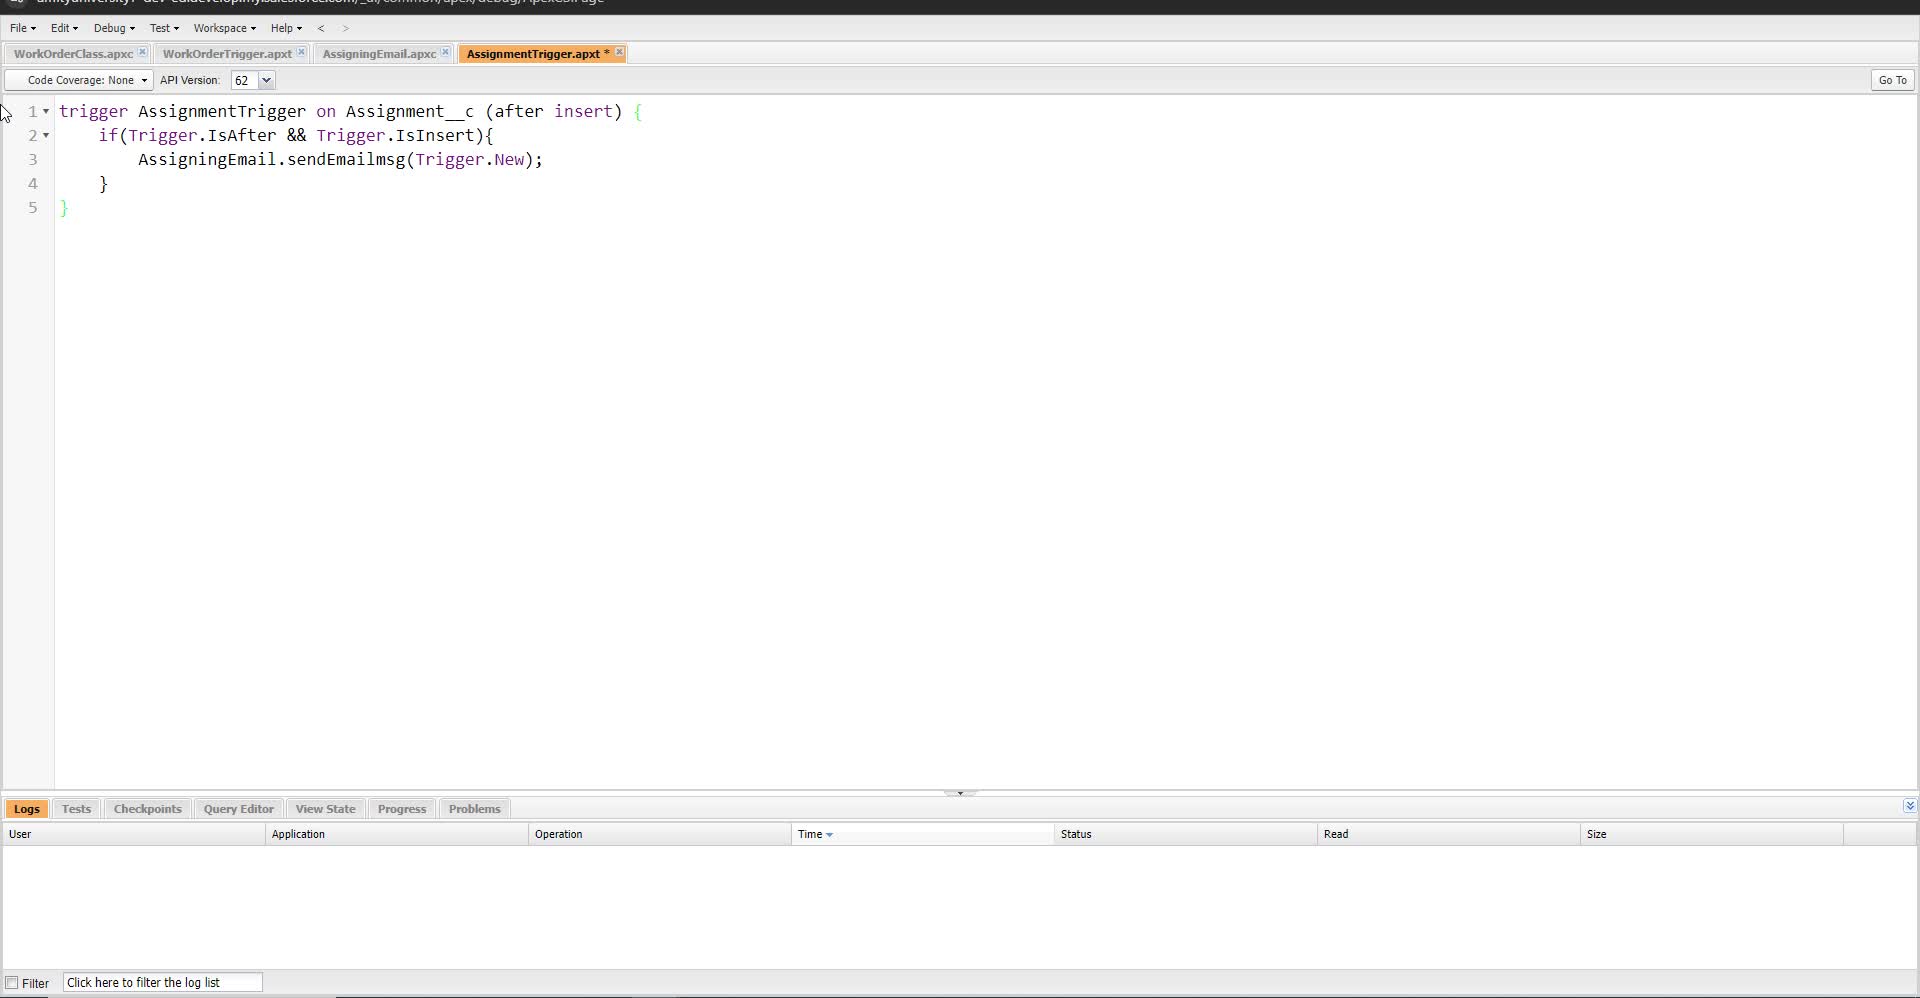 File Edit Debug Test Workspace Help < >
WorkOrderClass.apxc WorkOrderTrigger.apxt AssigningEmail.apxc AssignmentTrigger.apxt *
Code Coverage: None API Version: 62 Go To
1 trigger AssignmentTrigger on Assignment__c (after insert) {
2 if(Trigger.IsAfter && Trigger.IsInsert){
3 AssigningEmail.sendEmailmsg(Trigger.New);
4 }
5 }
Logs Tests Checkpoints Query Editor View State Progress Problems
User Application Operation Time Status Read Size
Filter Click here to filter the log list